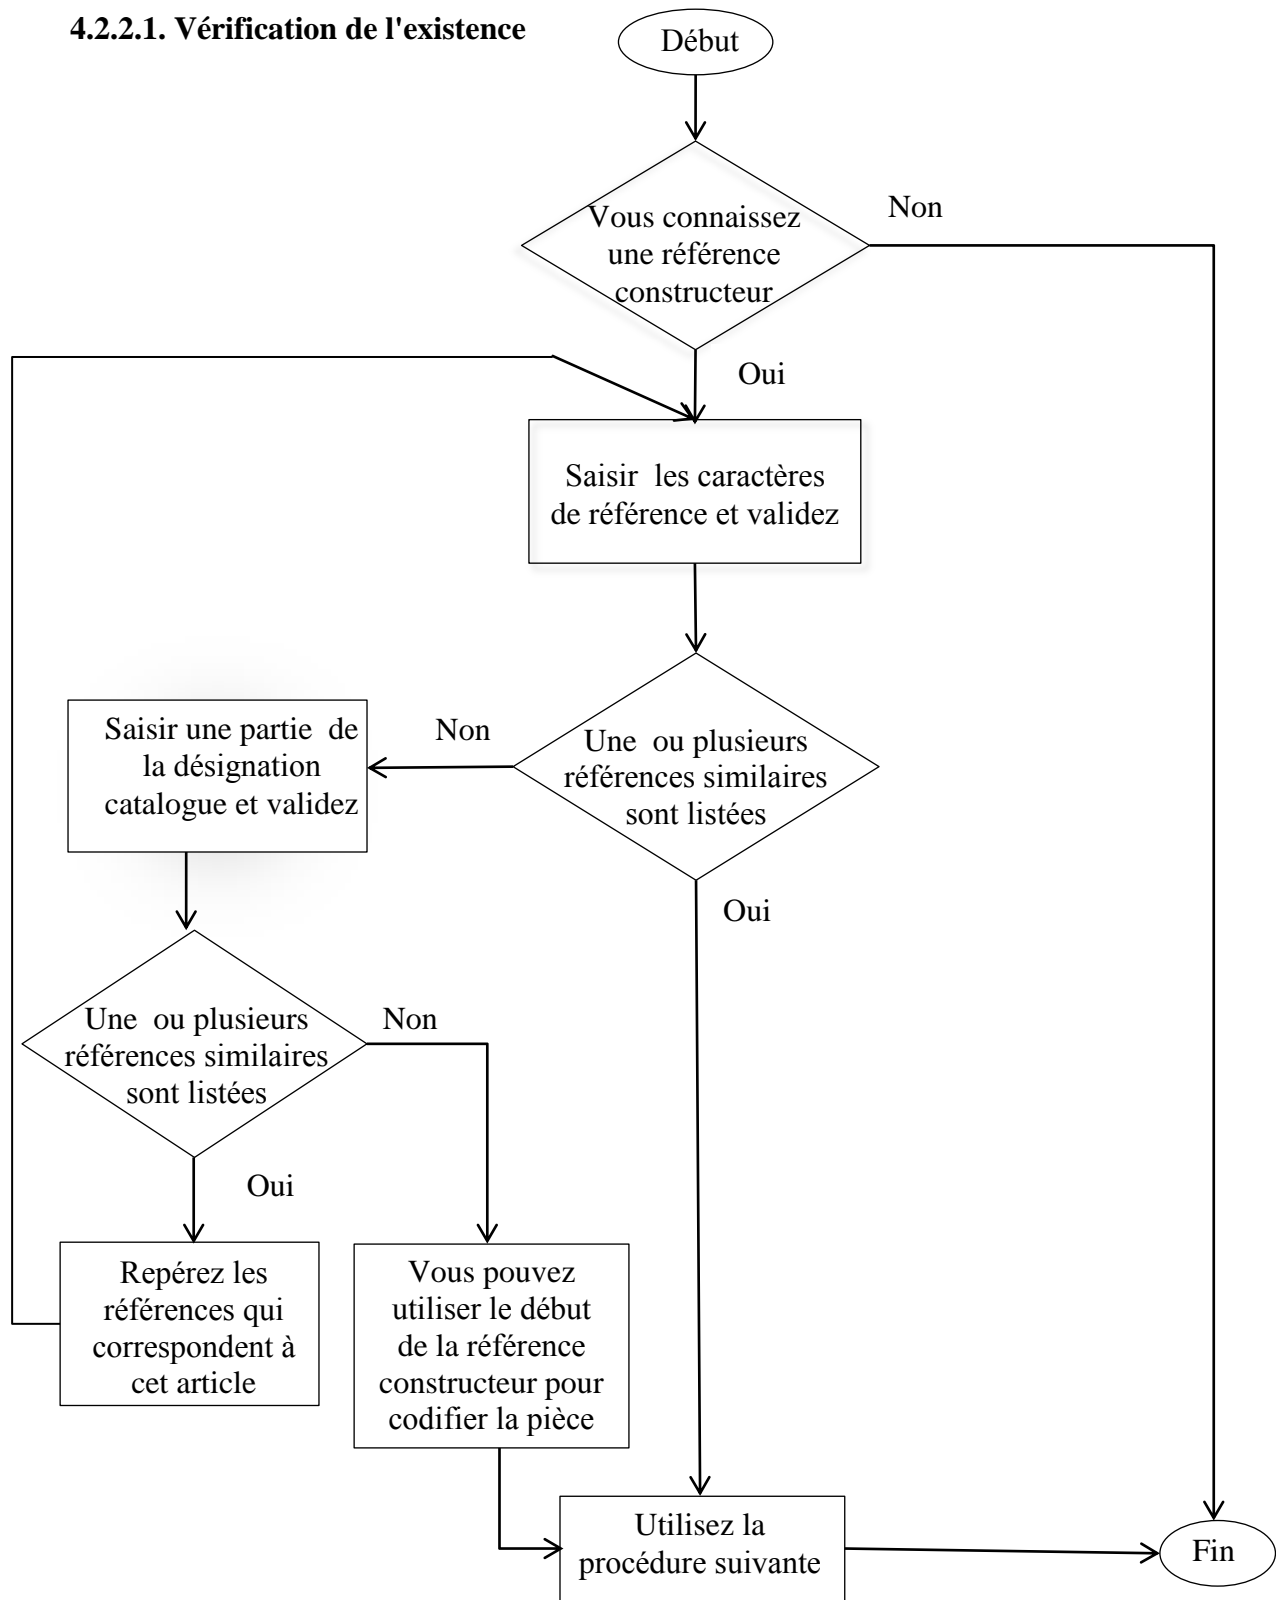 4.2.2.1. Vérification de l'existence
Début
Vous connaissez
une référence
constructeur
Non
Oui
Saisir les caractères
de référence et validez
Une ou plusieurs
références similaires
sont listées
Non
Oui
Saisir une partie de
la désignation
catalogue et validez
Une ou plusieurs
références similaires
sont listées
Non
Oui
Repérez les
références qui
correspondent à
cet article
Vous pouvez
utiliser le début
de la référence
constructeur pour
codifier la pièce
Utilisez la
procédure suivante
Fin